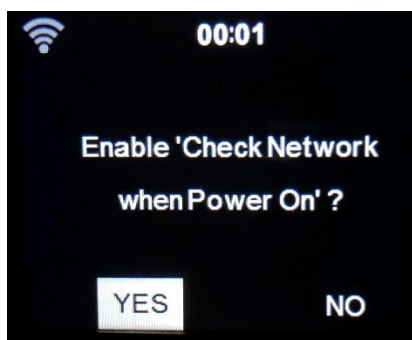 00:01
Enable 'Check Network
when Power On' ?
YES NO